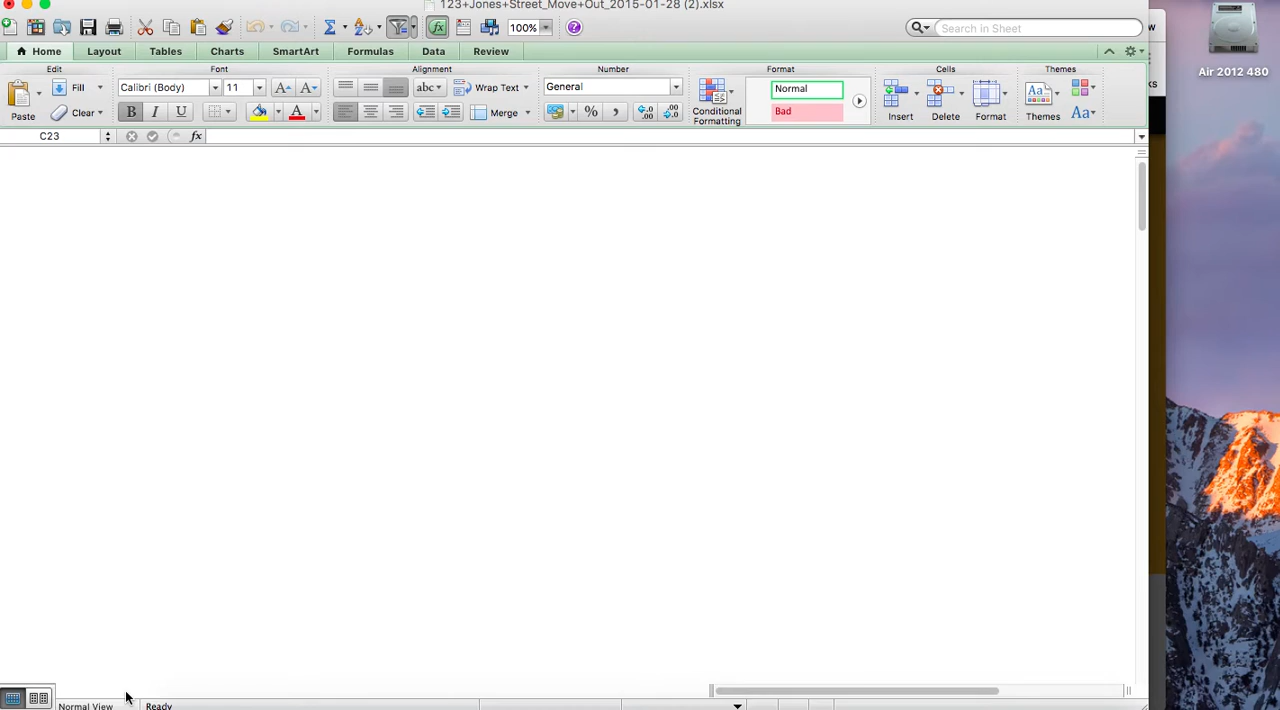 123+Jones+Street_Move+Out_2015-01-28 (2).xlsx
100%
Search in Sheet
Home Layout Tables Charts SmartArt Formulas Data Review
Edit Font Alignment Number Format Cells Themes
Paste Fill Clear
Calibri (Body) 11 A A
B I U A
abc Wrap Text
Merge
General
%
Conditional Formatting
Normal
Bad
Insert Delete Format
Themes Aa
Aa
C23 fx
Normal View Ready
Air 2012 480